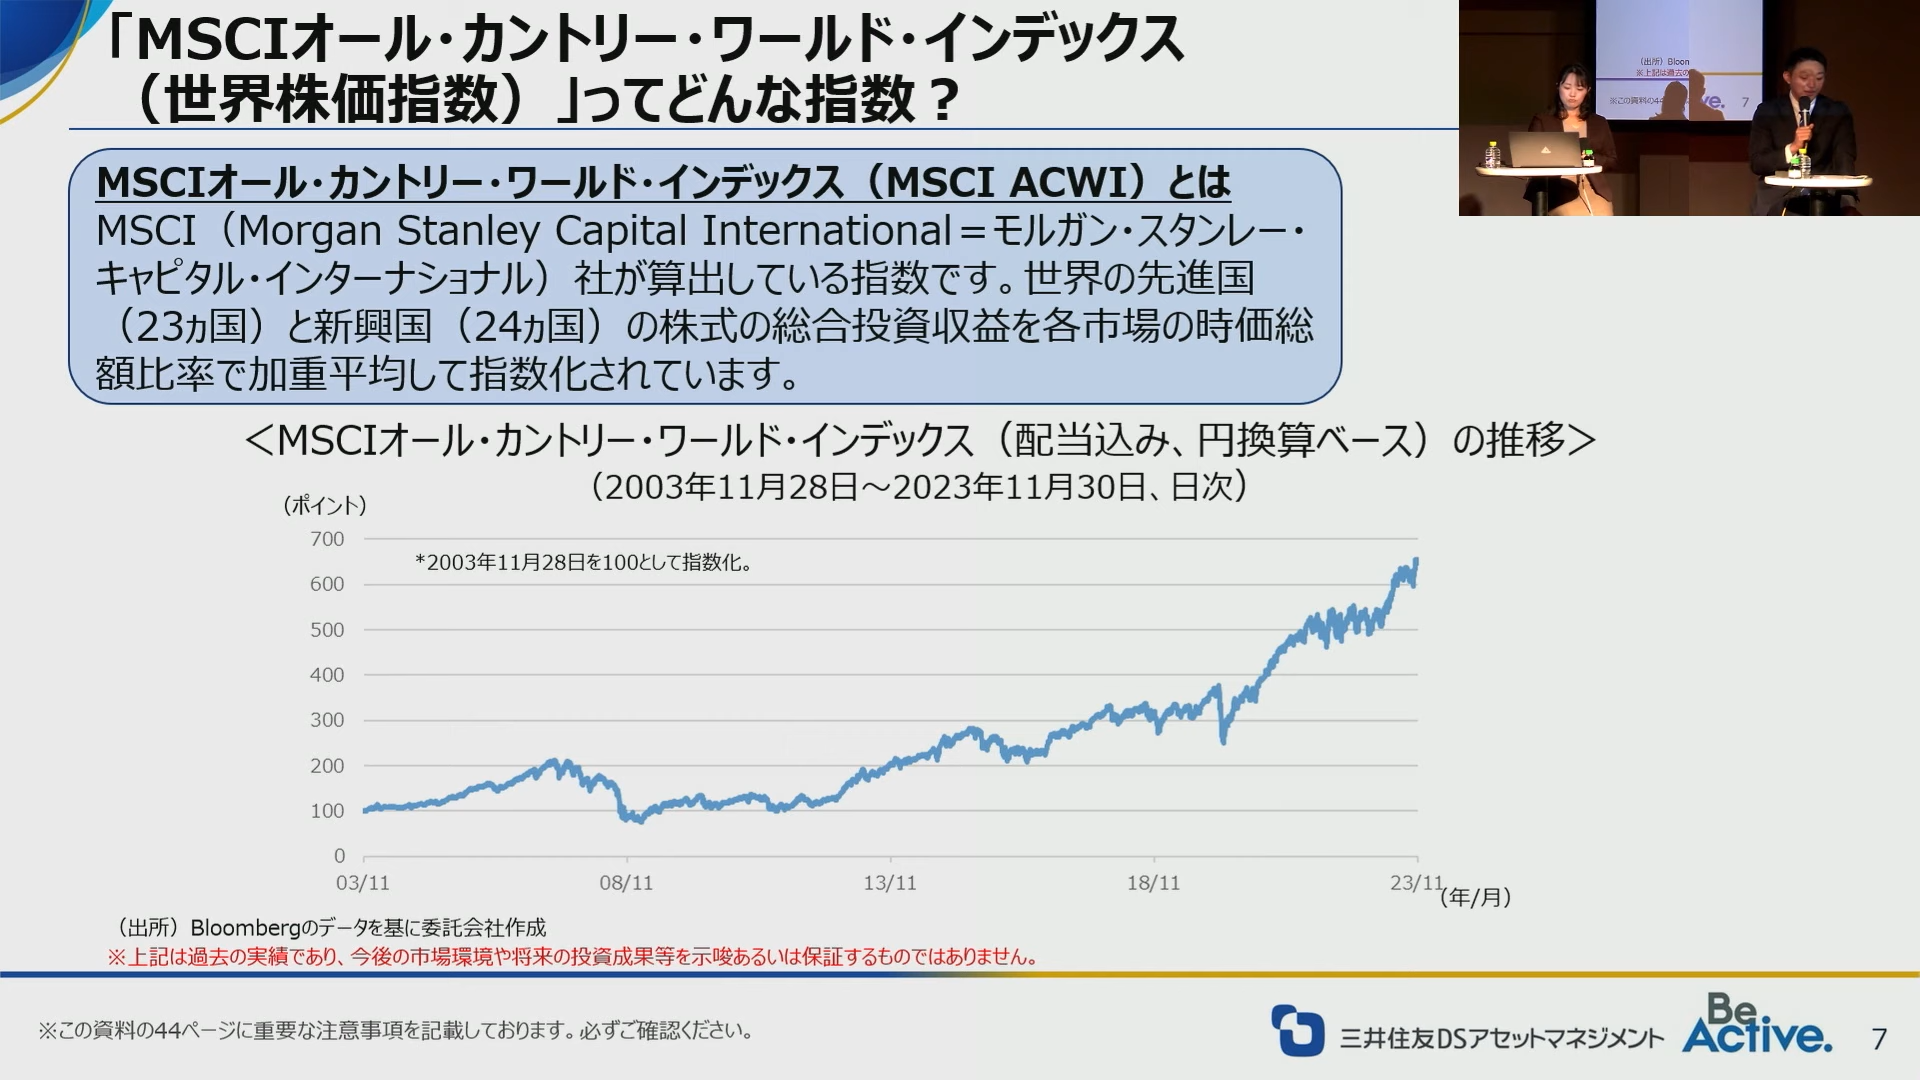 「MSCIオール・カントリー・ワールド・インデックス
（世界株価指数）」ってどんな指数？
MSCIオール・カントリー・ワールド・インデックス（MSCI ACWI）とは
MSCI（Morgan Stanley Capital International＝モルガン・スタンレー・
キャピタル・インターナショナル）社が算出している指数です。世界の先進国
（23ヵ国）と新興国（24ヵ国）の株式の総合投資収益を各市場の時価総
額比率で加重平均して指数化されています。
＜MSCIオール・カントリー・ワールド・インデックス（配当込み、円換算ベース）の推移＞
（2003年11月28日～2023年11月30日、日次）
（ポイント）
*2003年11月28日を100として指数化。
700
600
500
400
300
200
100
0
03/11
08/11
13/11
18/11
23/11
（年/月）
（出所）Bloombergのデータを基に委託会社作成
※上記は過去の実績であり、今後の市場環境や将来の投資成果等を示唆あるいは保証するものではありません。
※この資料の44ページに重要な注意事項を記載しております。必ずご確認ください。
三井住友DSアセットマネジメント
Be
Active.
7
（出所）Bloon
※上記は過去の
※この資料の44
ve.
7